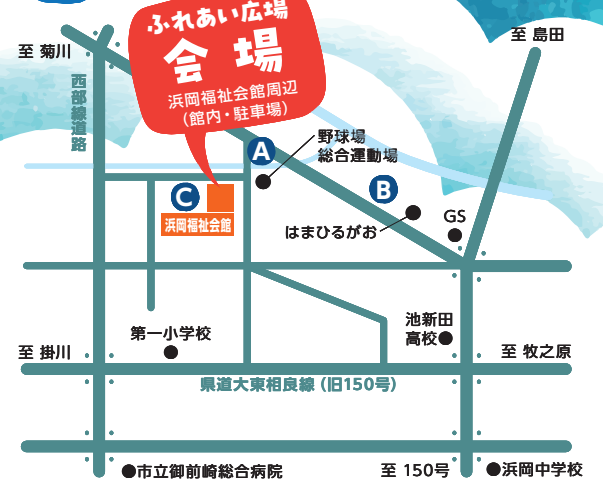 ふれあい広場
会場
浜岡福祉会館周辺
(館内・駐車場)
至 菊川
至 島田
西部線道路
A
野球場
総合運動場
B
C
浜岡福祉会館
はまひるがお
GS
第一小学校
池新田
高校
至 掛川
至 牧之原
県道大東相良線(旧150号)
市立御前崎総合病院
至 150号
浜岡中学校